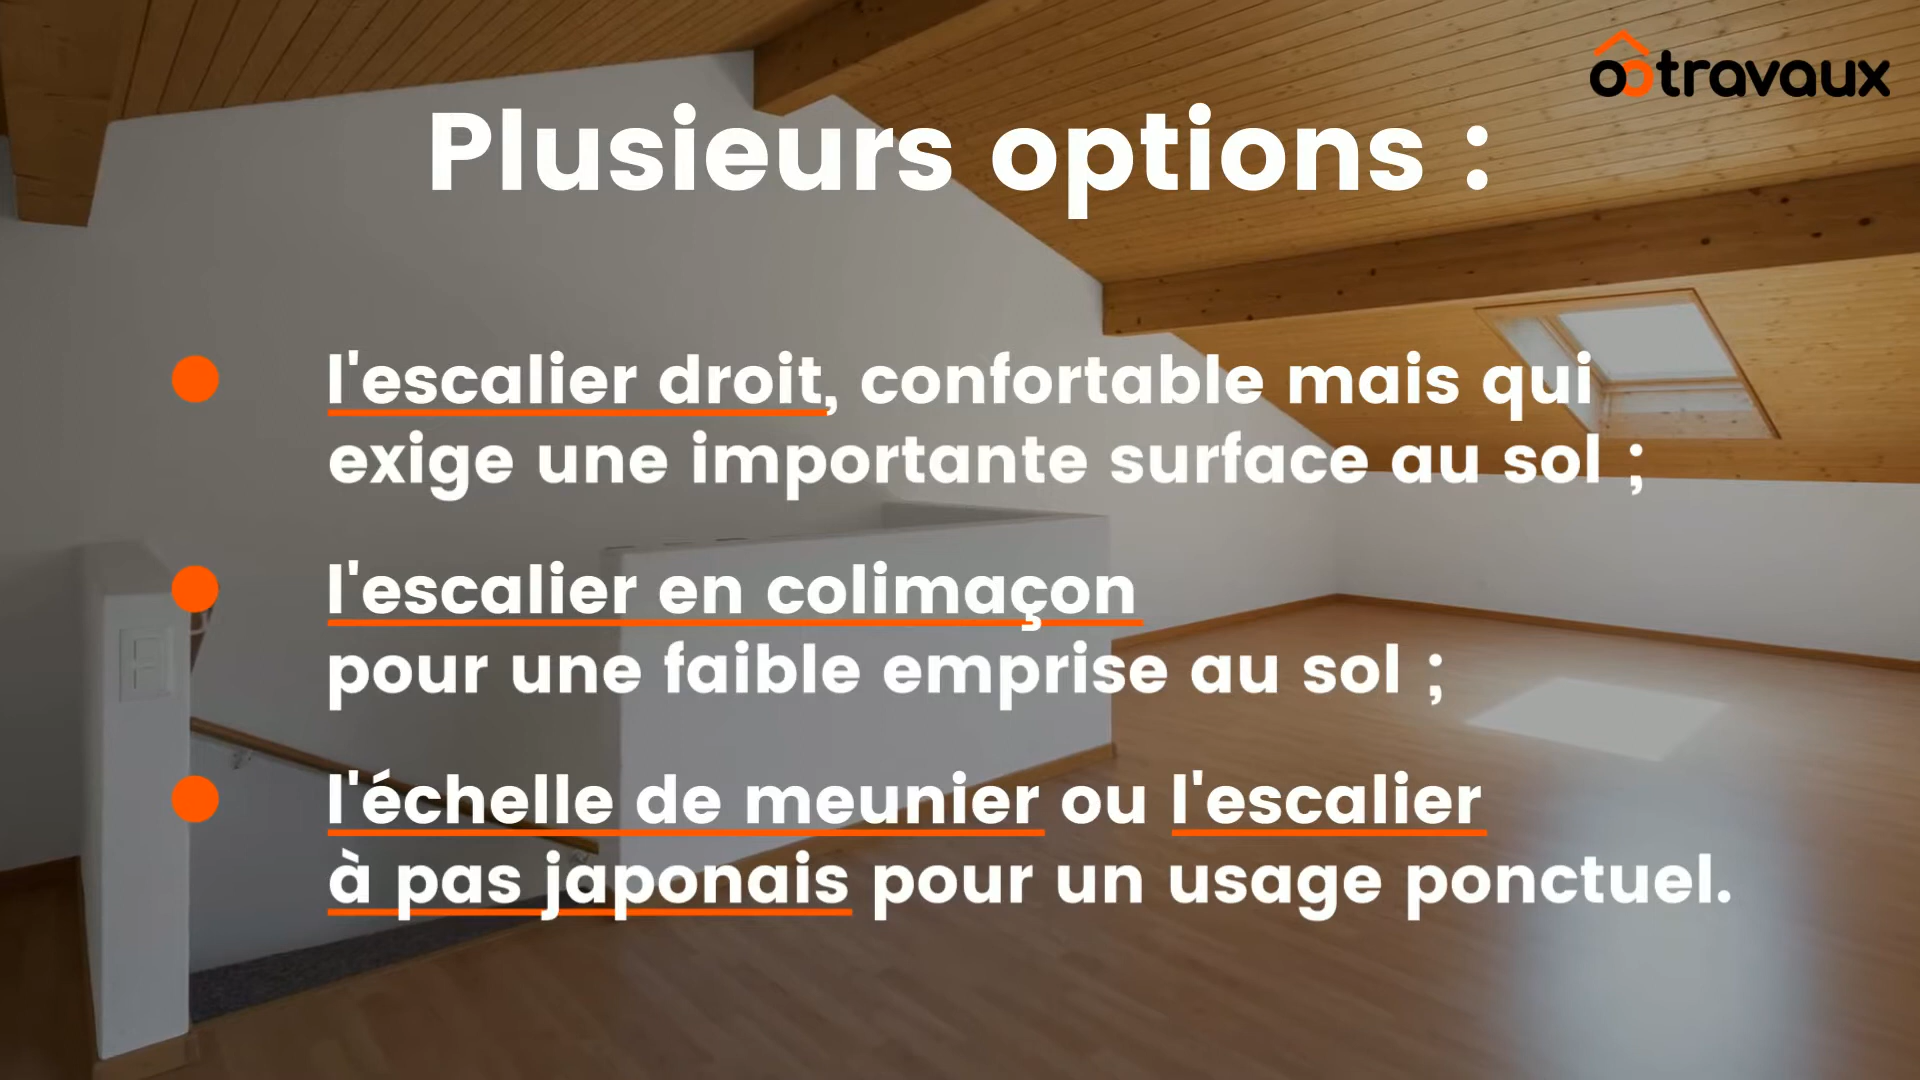 ootravaux
Plusieurs options :
l'escalier droit, confortable mais qui
exige une importante surface au sol ;
l'escalier en colimaçon
pour une faible emprise au sol ;
l'échelle de meunier ou l'escalier
à pas japonais pour un usage ponctuel.